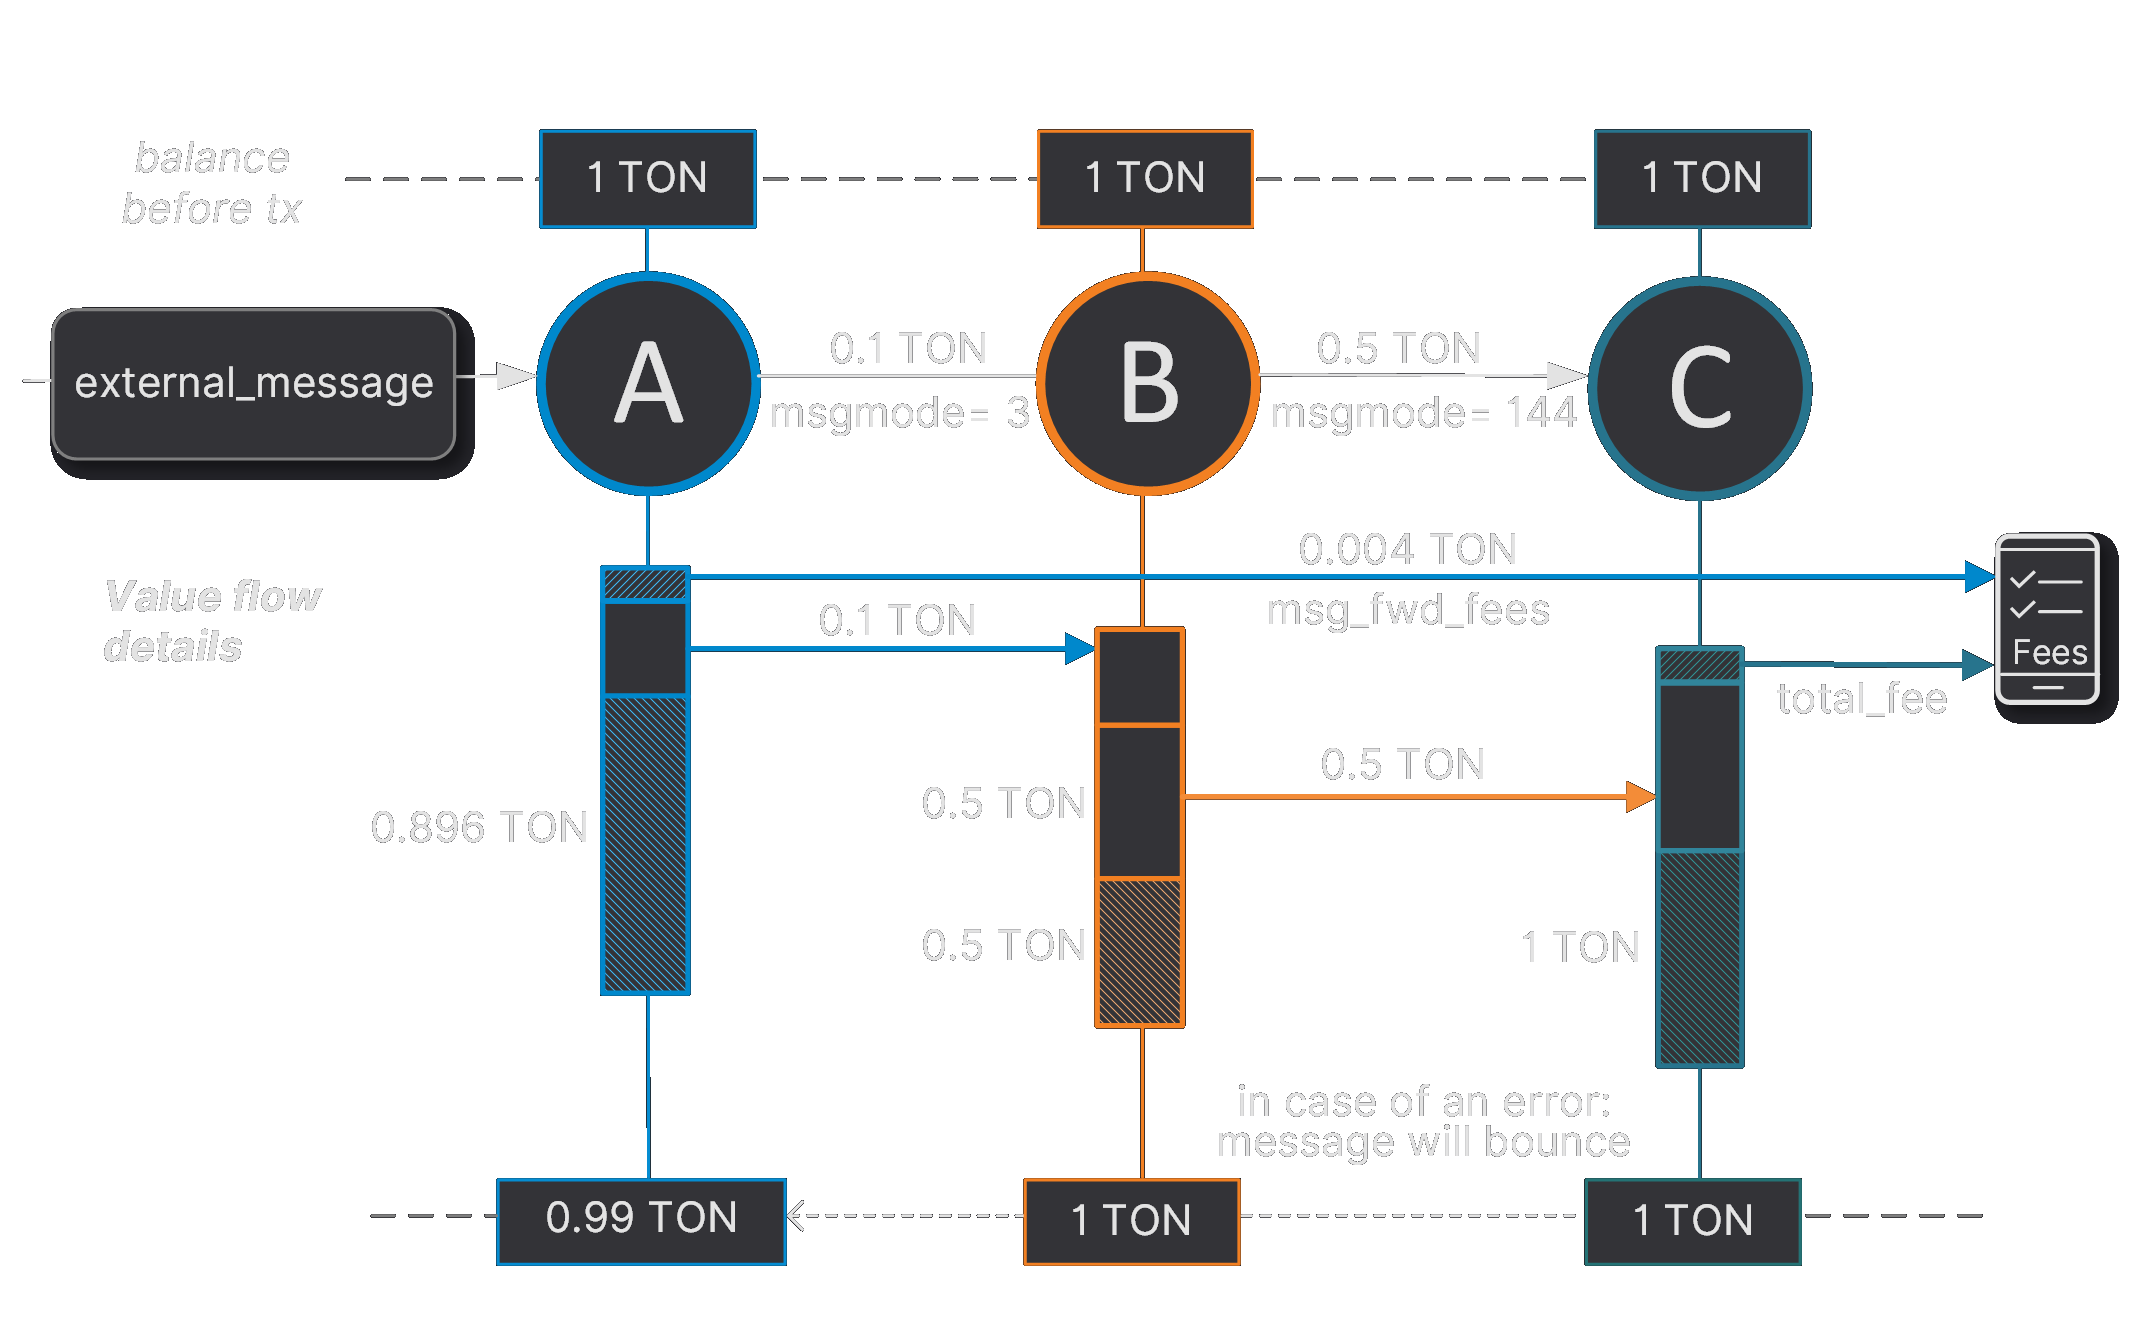 balance
before tx
1 TON
1 TON
1 TON
external_message
A
0.1 TON
msgmode= 3
B
0.5 TON
msgmode= 144
C
Value flow
details
0.004 TON
msg_fwd_fees
0.1 TON
Fees
total_fee
0.5 TON
0.5 TON
0.896 TON
0.5 TON
1 TON
in case of an error:
message will bounce
0.99 TON
1 TON
1 TON